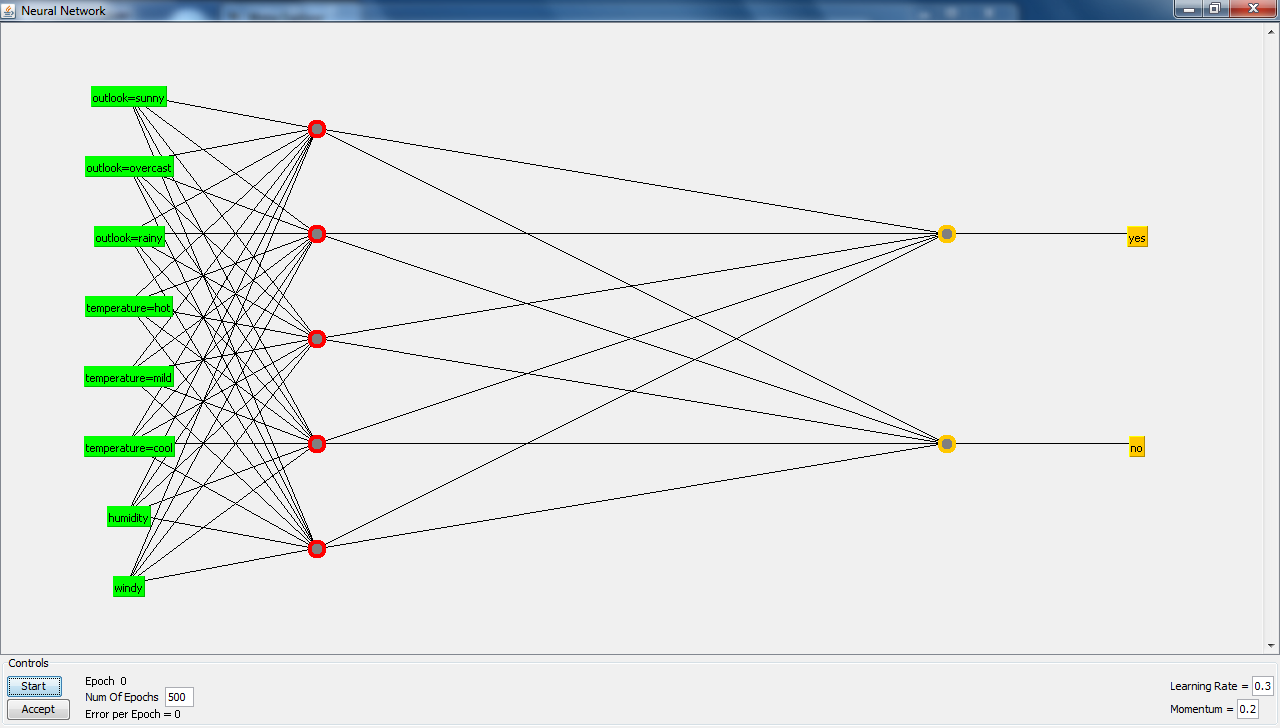 Neural Network
outlook=sunny
outlook=overcast
outlook=rainy
yes
temperature=hot
temperature=mild
temperature=cool
no
humidity
windy
Controls
Start
Accept
Epoch 0
Num Of Epochs 500
Error per Epoch = 0
Learning Rate = 0.3
Momentum = 0.2